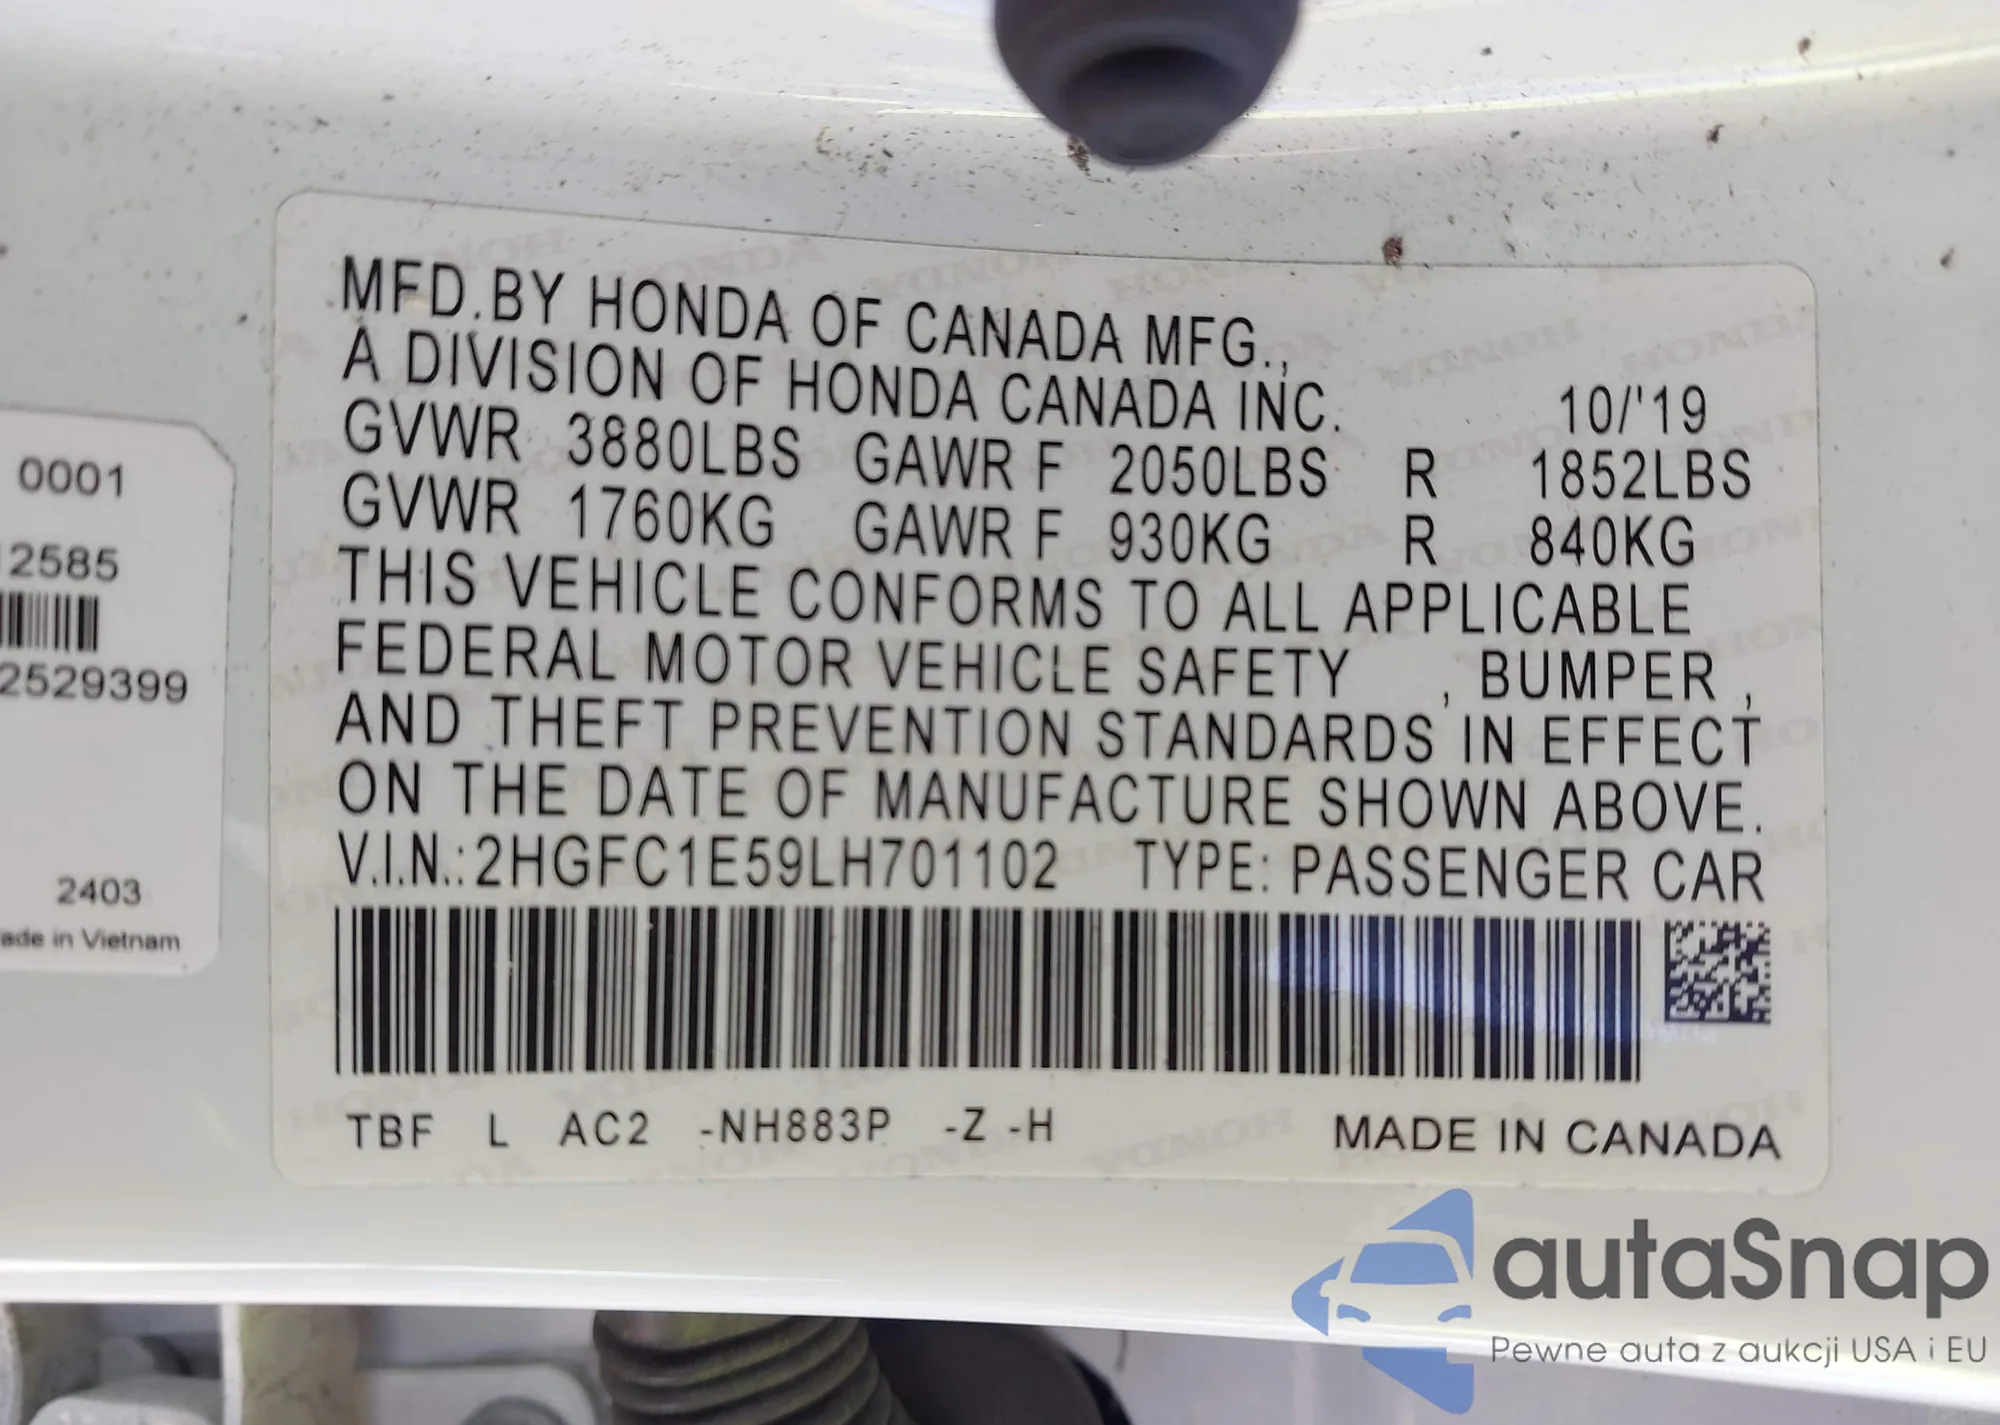 MFD.BY HONDA OF CANADA MFG.,
A DIVISION OF HONDA CANADA INC. 10/'19
GVWR 3880LBS GAWR F 2050LBS R 1852LBS
GVWR 1760KG GAWR F 930KG R 840KG
THIS VEHICLE CONFORMS TO ALL APPLICABLE
FEDERAL MOTOR VEHICLE SAFETY , BUMPER ,
AND THEFT PREVENTION STANDARDS IN EFFECT
ON THE DATE OF MANUFACTURE SHOWN ABOVE.
V.I.N.: 2HGFC1E59LH701102 TYPE: PASSENGER CAR
TBF L AC2 -NH883P -Z -H MADE IN CANADA
0001
12585
2529399
2403
ade in Vietnam
autaSnap
Pewne auta z aukcji USA i EU